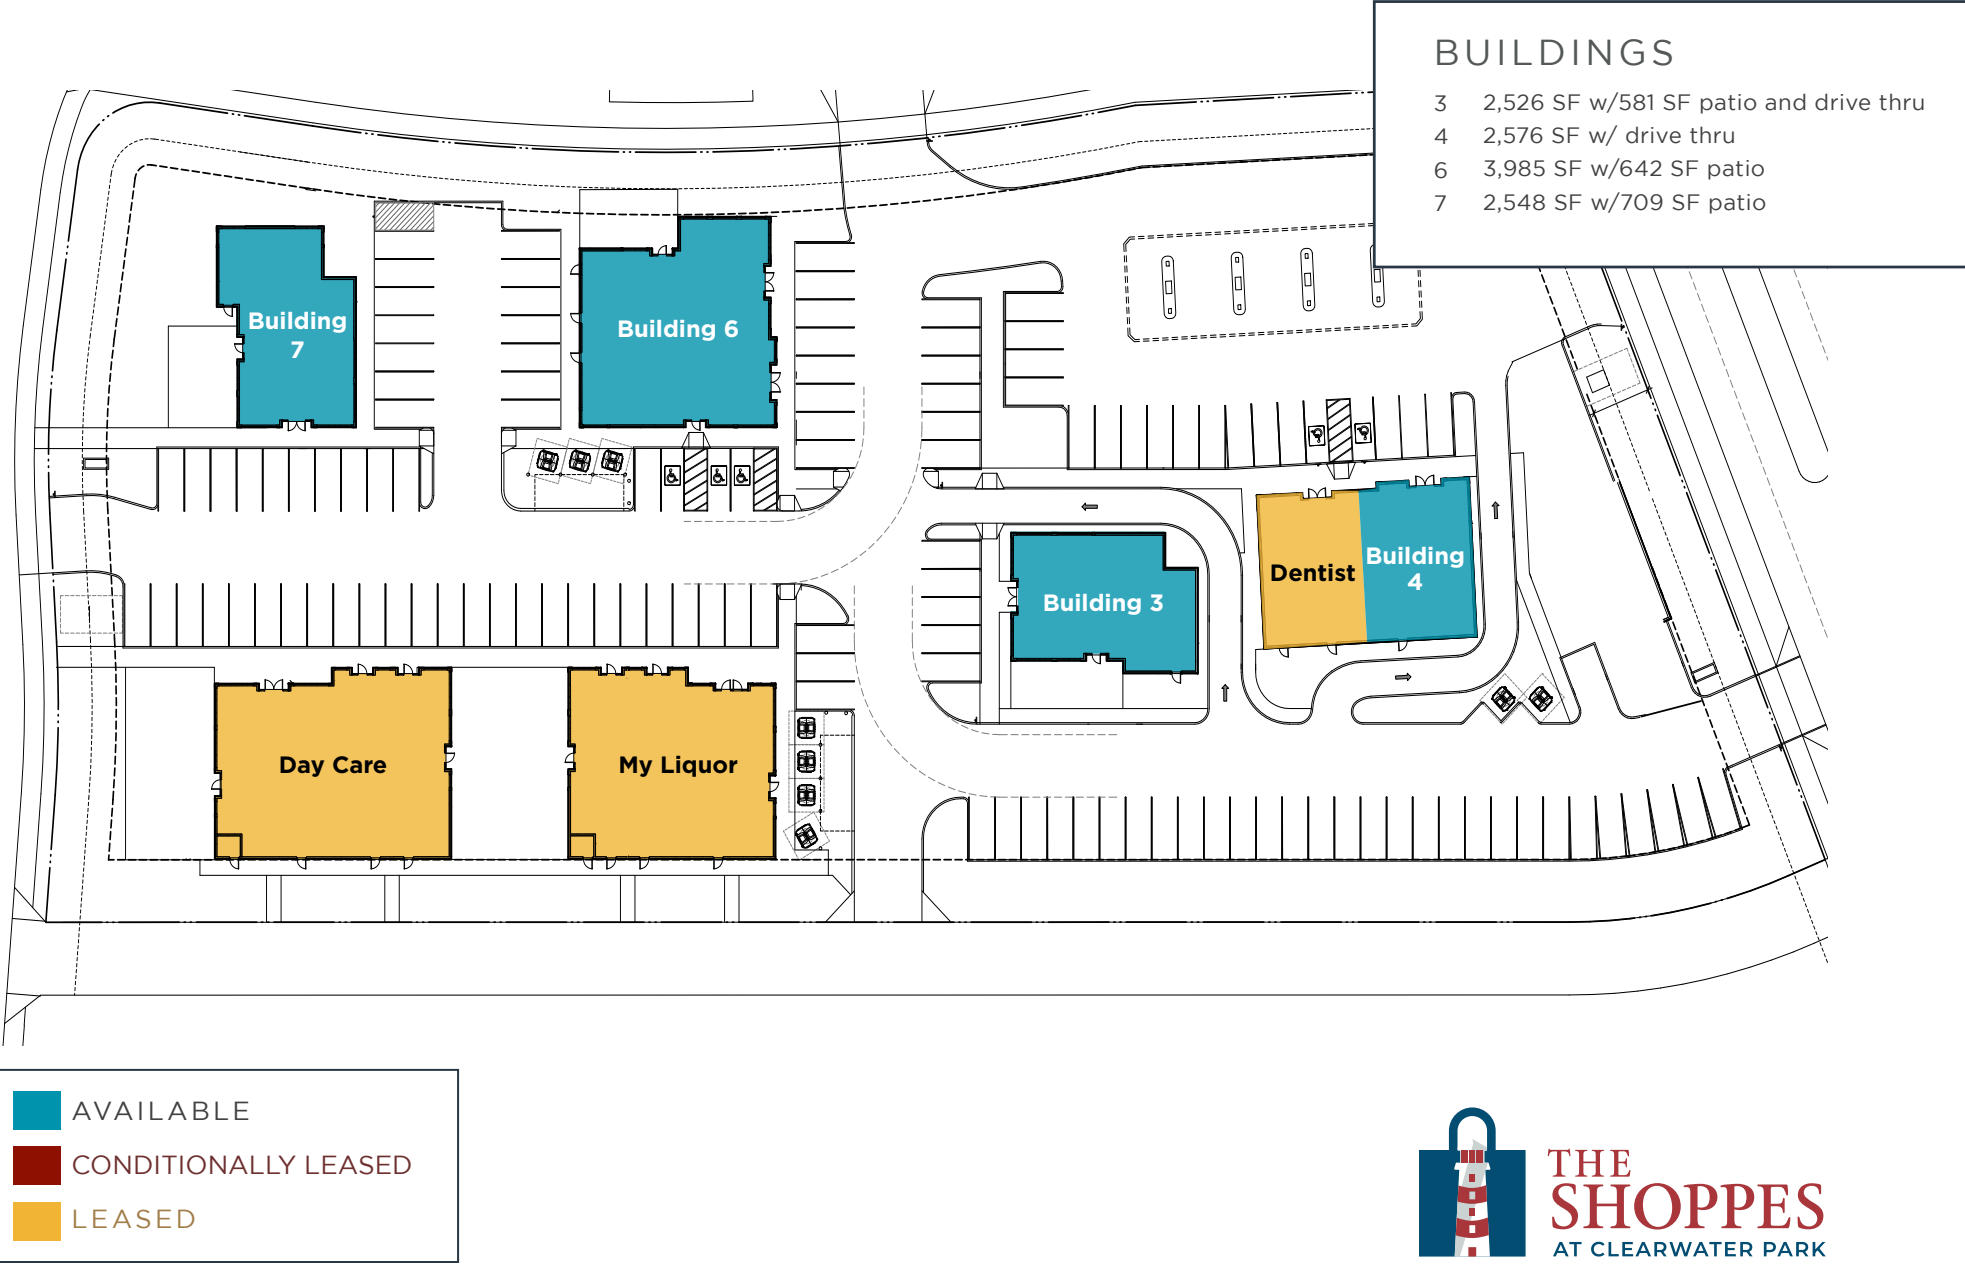 BUILDINGS
3 2,526 SF w/581 SF patio and drive thru
4 2,576 SF w/ drive thru
6 3,985 SF w/642 SF patio
7 2,548 SF w/709 SF patio
Building
7
Building 6
Dentist
Building
4
Building 3
Day Care
My Liquor
AVAILABLE
CONDITIONALLY LEASED
LEASED
THE
SHOPPES
AT CLEARWATER PARK